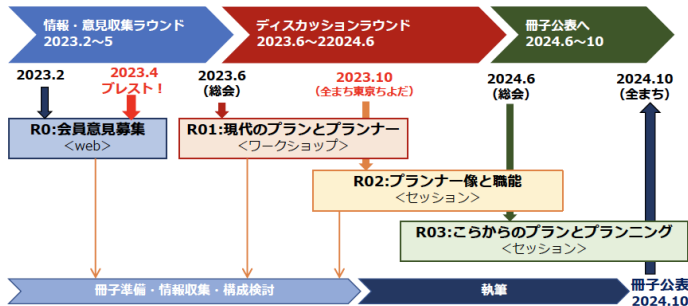 情報・意見収集ラウンド
2023.2～5
ディスカッションラウンド
2023.6～22024.6
冊子公表へ
2024.6～10
2023.2
2023.4
ブレスト！
2023.6
（総会）
2023.10
（全まち東京ちよだ）
2024.6
（総会）
2024.10
（全まち）
R0:会員意見募集
＜web＞
R01:現代のプランとプランナー
＜ワークショップ＞
R02:プランナー像と職能
＜セッション＞
R03:こらからのプランとプランニング
＜セッション＞
冊子準備・情報収集・構成検討
執筆
冊子公表
2024.10